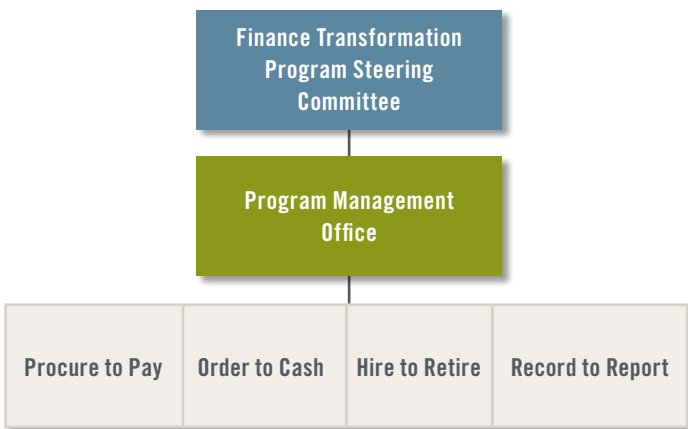 Finance Transformation
Program Steering
Committee
Program Management
Office
Procure to Pay
Order to Cash
Hire to Retire
Record to Report